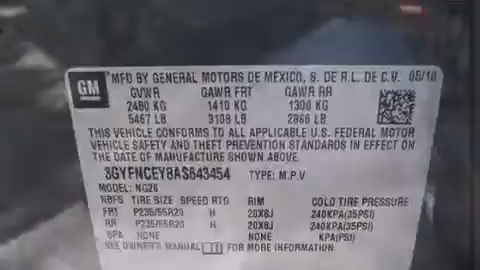 GM
MFD BY GENERAL MOTORS DE MEXICO, S. DE R.L. DE C.V. 05/10
GVWR GAWR FRT GAWR RR
2480 KG 1410 KG 1300 KG
5467 LB 3108 LB 2866 LB
THIS VEHICLE CONFORMS TO ALL APPLICABLE U.S. FEDERAL MOTOR
VEHICLE SAFETY AND THEFT PREVENTION STANDARDS IN EFFECT ON
THE DATE OF MANUFACTURE SHOWN ABOVE.
3GYFNCEY8AS643454 TYPE: M.P.V
MODEL: NG26
TIRE SIZE SPEED RTG RIM COLD TIRE PRESSURE
FRT P235/55R20 H 20X8J 240KPA(35PSI)
RR P235/55R20 H 20X8J 240KPA(35PSI)
SPA NONE NONE KPA(PSI)
SEE OWNER'S MANUAL FOR MORE INFORMATION.